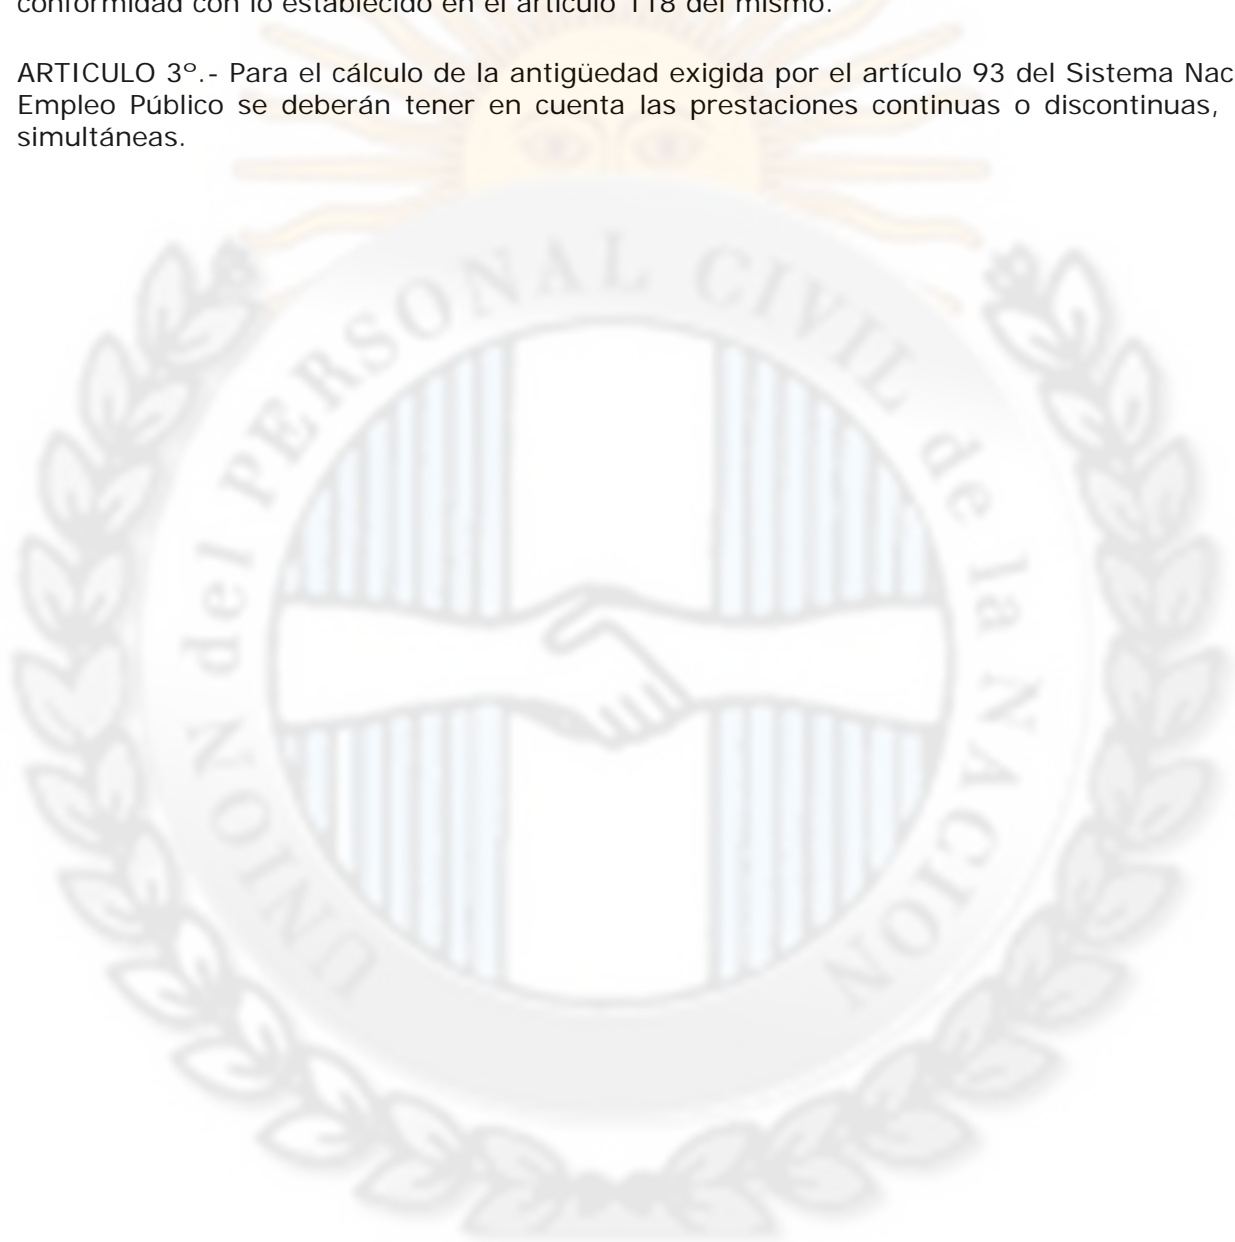 conformidad con lo establecido en el artículo 118 del mismo.
ARTICULO 3º.- Para el cálculo de la antigüedad exigida por el artículo 93 del Sistema Nac
Empleo Público se deberán tener en cuenta las prestaciones continuas o discontinuas,
simultáneas.
UNION del PERSONAL CIVIL de la NACION